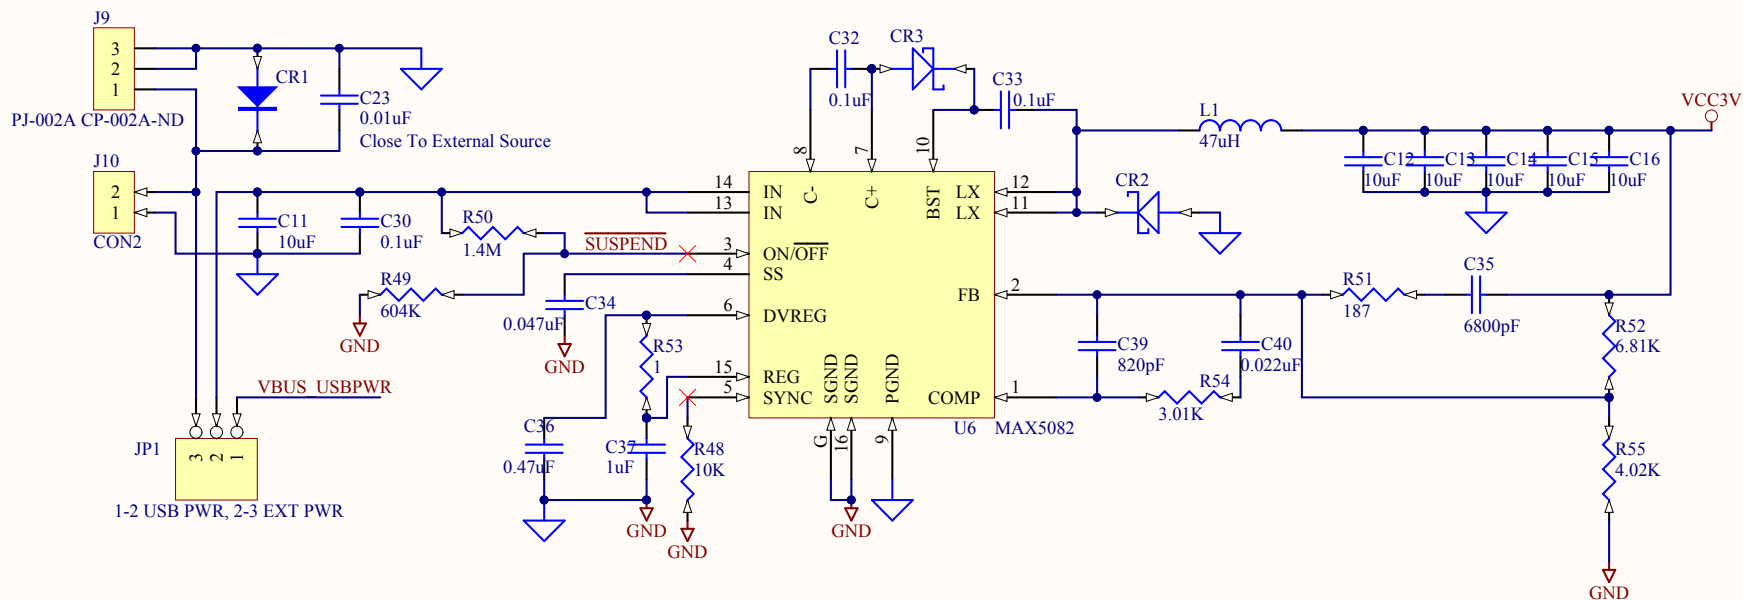 J9
3
2
1
PJ-002A CP-002A-ND
CR1
C23
0.01uF
Close To External Source
J10
2
1
CON2
C11
10uF
C30
0.1uF
R50
1.4M
R49
604K
GND
SUSPEND
C34
0.047uF
GND
VBUS_USBPWR
JP1
3
2
1
1-2 USB PWR, 2-3 EXT PWR
R53
1
C36
0.47uF
C37
1uF
GND
R48
10K
GND
C32
0.1uF
CR3
C33
0.1uF
8
7
10
C-
C+
BST
14
IN
13
IN
3
ON/OFF
4
SS
6
DVREG
15
REG
5
SYNC
12
LX
11
LX
2
FB
1
COMP
SGND
SGND
PGND
G
16
9
GND
U6
MAX5082
CR2
L1
47uH
VCC3V
C12
10uF
C13
10uF
C14
10uF
C15
10uF
C16
10uF
R51
187
C35
6800pF
C39
820pF
C40
0.022uF
R54
3.01K
R52
6.81K
R55
4.02K
GND